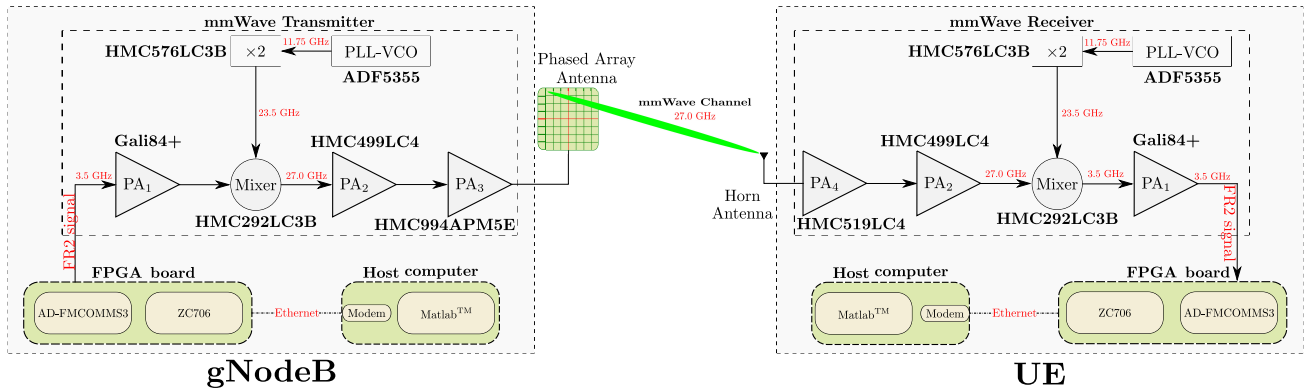 mmWave Transmitter
HMC576LC3B
×2
11.75 GHz
PLL-VCO
ADF5355
23.5 GHz
Gali84+
HMC499LC4
3.5 GHz
PA1
Mixer
27.0 GHz
PA2
PA3
HMC292LC3B
HMC994APM5E
FR2 signal
FPGA board
AD-FMCOMMS3
ZC706
Ethernet
Host computer
Modem
Matlab™
gNodeB
Phased Array
Antenna
mmWave Channel
27.0 GHz
Horn
Antenna
mmWave Receiver
HMC576LC3B
×2
11.75 GHz
PLL-VCO
ADF5355
23.5 GHz
HMC499LC4
Gali84+
PA4
PA2
27.0 GHz
Mixer
3.5 GHz
PA1
3.5 GHz
HMC519LC4
HMC292LC3B
FR2 signal
Host computer
Matlab™
Modem
Ethernet
FPGA board
ZC706
AD-FMCOMMS3
UE